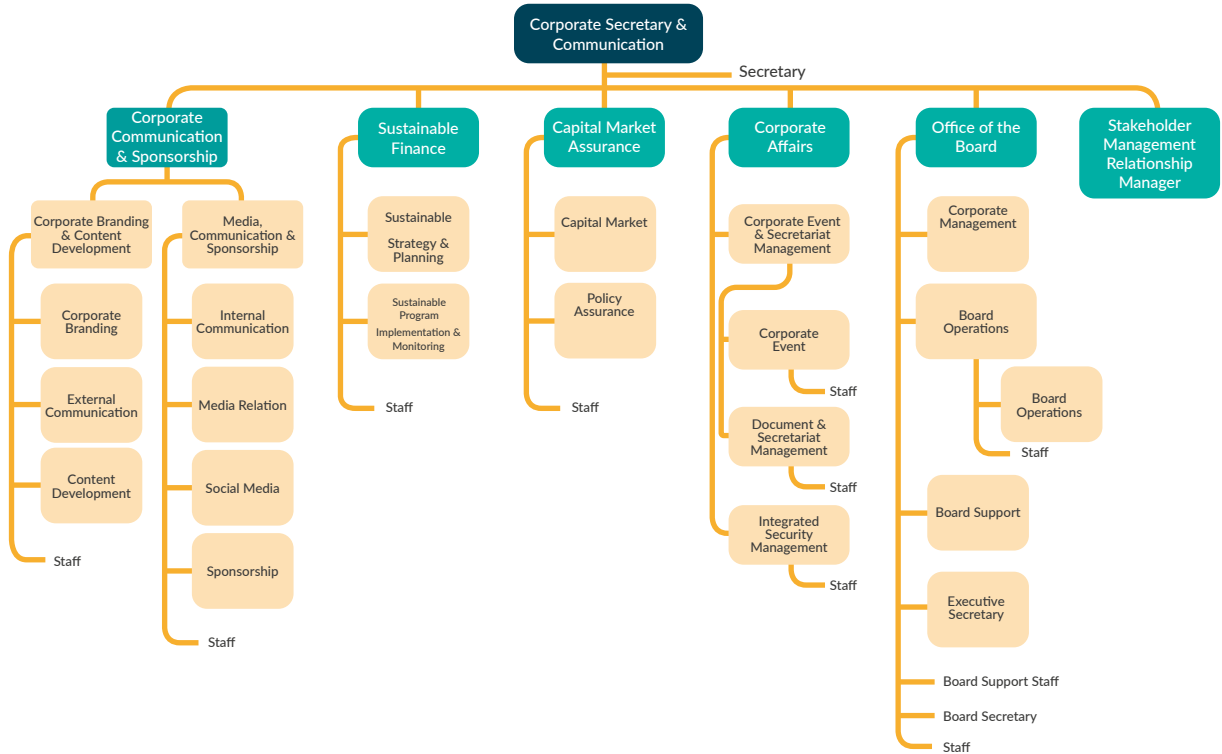 Corporate Secretary &
Communication
Secretary
Corporate
Communication
& Sponsorship
Sustainable
Finance
Capital Market
Assurance
Corporate
Affairs
Office of the
Board
Stakeholder
Management
Relationship
Manager
Corporate Branding
& Content
Development
Corporate
Branding
External
Communication
Content
Development
Staff
Media,
Communication &
Sponsorship
Internal
Communication
Media Relation
Social Media
Sponsorship
Staff
Sustainable
Strategy &
Planning
Sustainable
Program
Implementation &
Monitoring
Staff
Capital Market
Policy
Assurance
Staff
Corporate Event
& Secretariat
Management
Corporate
Event
Staff
Document &
Secretariat
Management
Staff
Integrated
Security
Management
Staff
Corporate
Management
Board
Operations
Board
Operations
Staff
Board Support
Executive
Secretary
Board Support Staff
Board Secretary
Staff